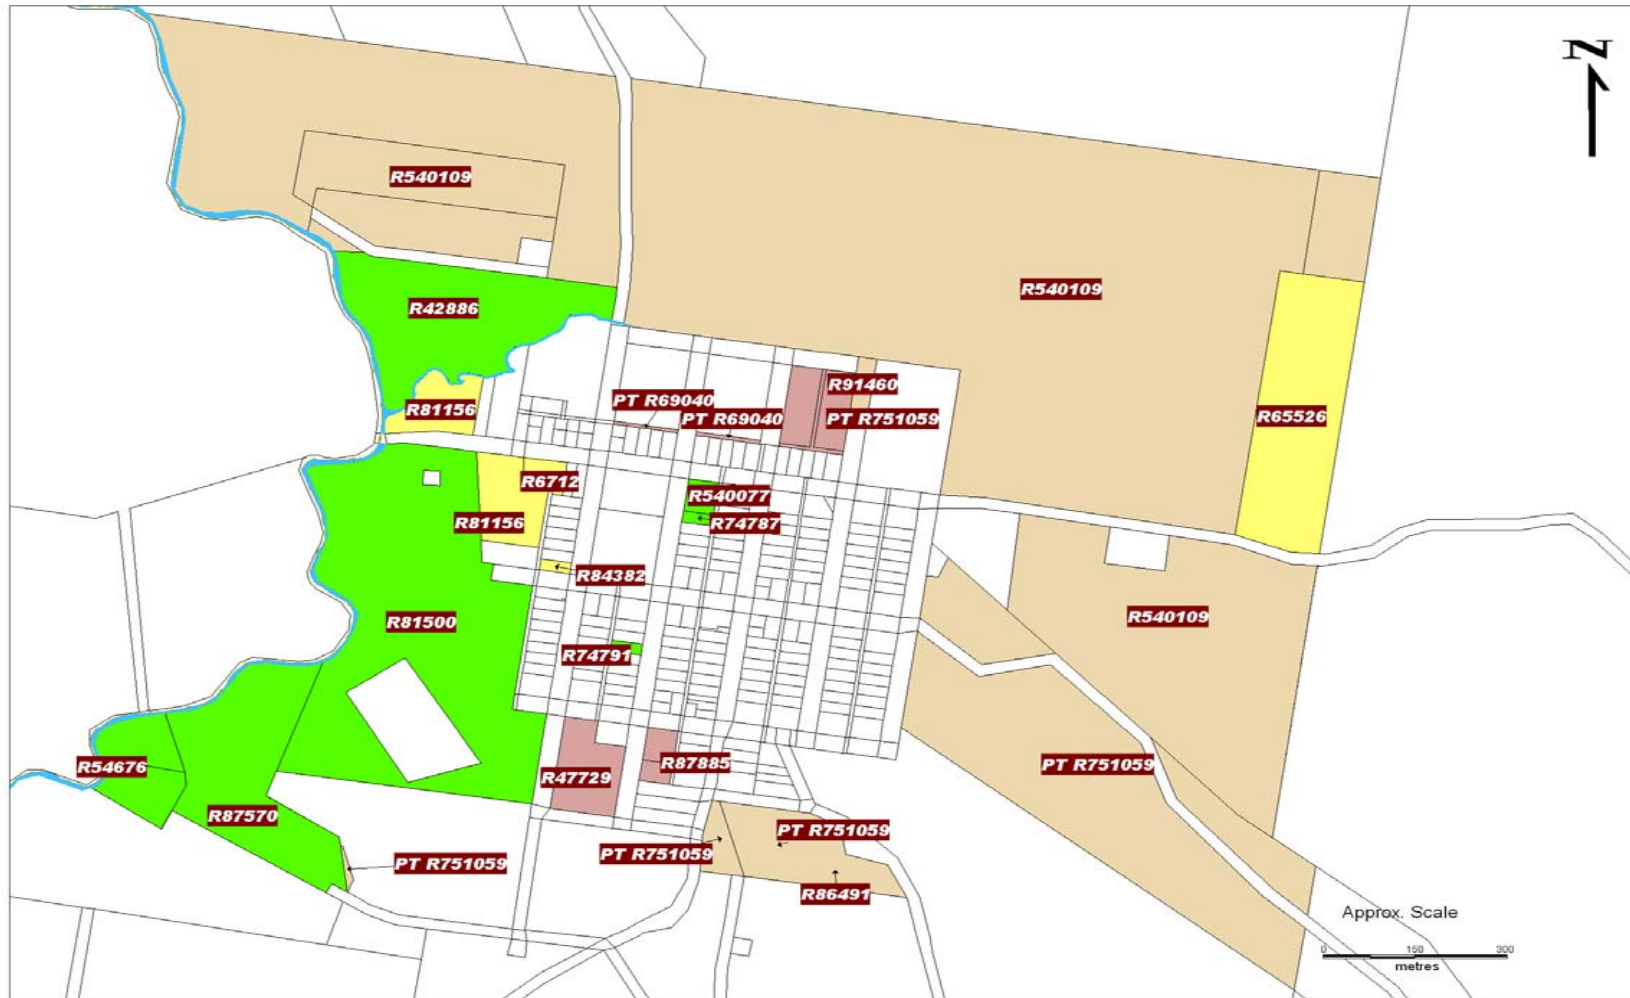 N
R540109
R540109
R42886
R91460
PT R69040
R81156
PT R69040
PT R751059
R65526
R6712
R540077
R81156
R74787
R84382
R540109
R81500
R74791
R54676
R47729
R87885
PT R751059
R87570
PT R751059
PT R751059
PT R751059
R86491
Approx. Scale
0 150 300
metres